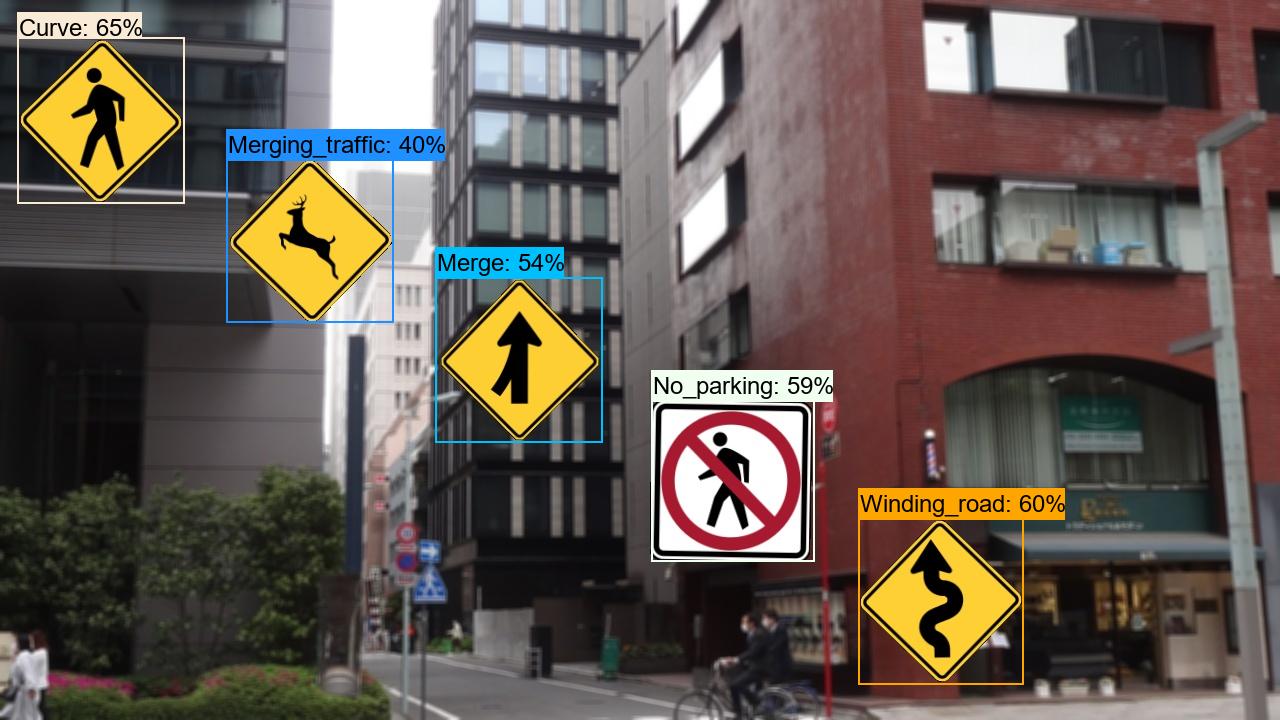 Curve: 65%
Merging_traffic: 40%
Merge: 54%
No_parking: 59%
Winding_road: 60%